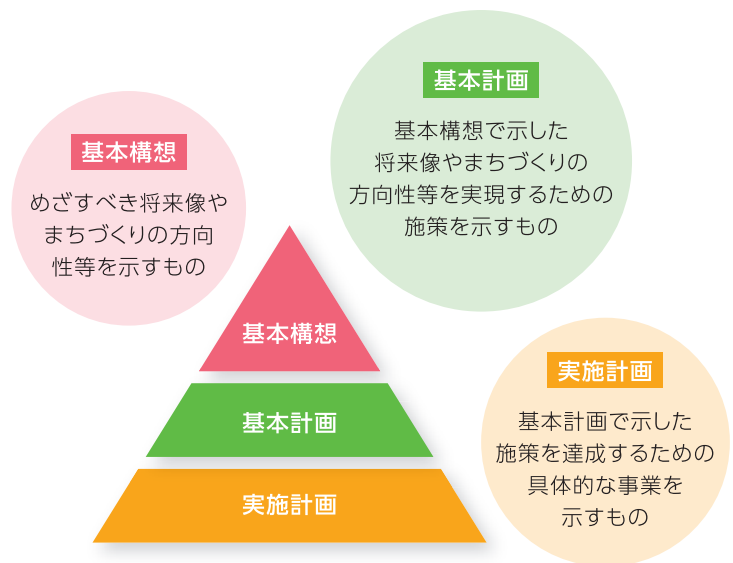 基本構想
めざすべき将来像や
まちづくりの方向
性等を示すもの
基本計画
基本構想で示した
将来像やまちづくりの
方向性等を実現するための
施策を示すもの
基本構想
基本計画
実施計画
実施計画
基本計画で示した
施策を達成するための
具体的な事業を
示すもの